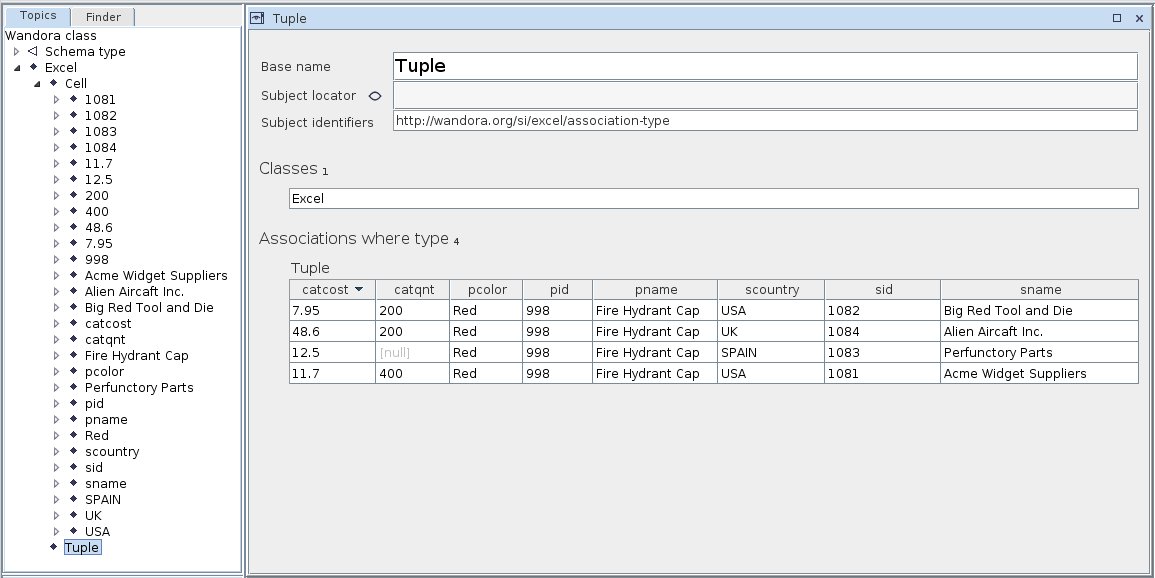 Topics Finder
Wandora class
Schema type
Excel
Cell
1081
1082
1083
1084
11.7
12.5
200
400
48.6
7.95
998
Acme Widget Suppliers
Alien Aircaft Inc.
Big Red Tool and Die
catcost
catqnt
Fire Hydrant Cap
pcolor
Perfunctory Parts
pid
pname
Red
scountry
sid
sname
SPAIN
UK
USA
Tuple
Tuple
Base name Tuple
Subject locator
Subject identifiers http://wandora.org/si/excel/association-type
Classes 1
Excel
Associations where type 4
Tuple
catcost catqnt pcolor pid pname scountry sid sname
7.95 200 Red 998 Fire Hydrant Cap USA 1082 Big Red Tool and Die
48.6 200 Red 998 Fire Hydrant Cap UK 1084 Alien Aircaft Inc.
12.5 [null] Red 998 Fire Hydrant Cap SPAIN 1083 Perfunctory Parts
11.7 400 Red 998 Fire Hydrant Cap USA 1081 Acme Widget Suppliers